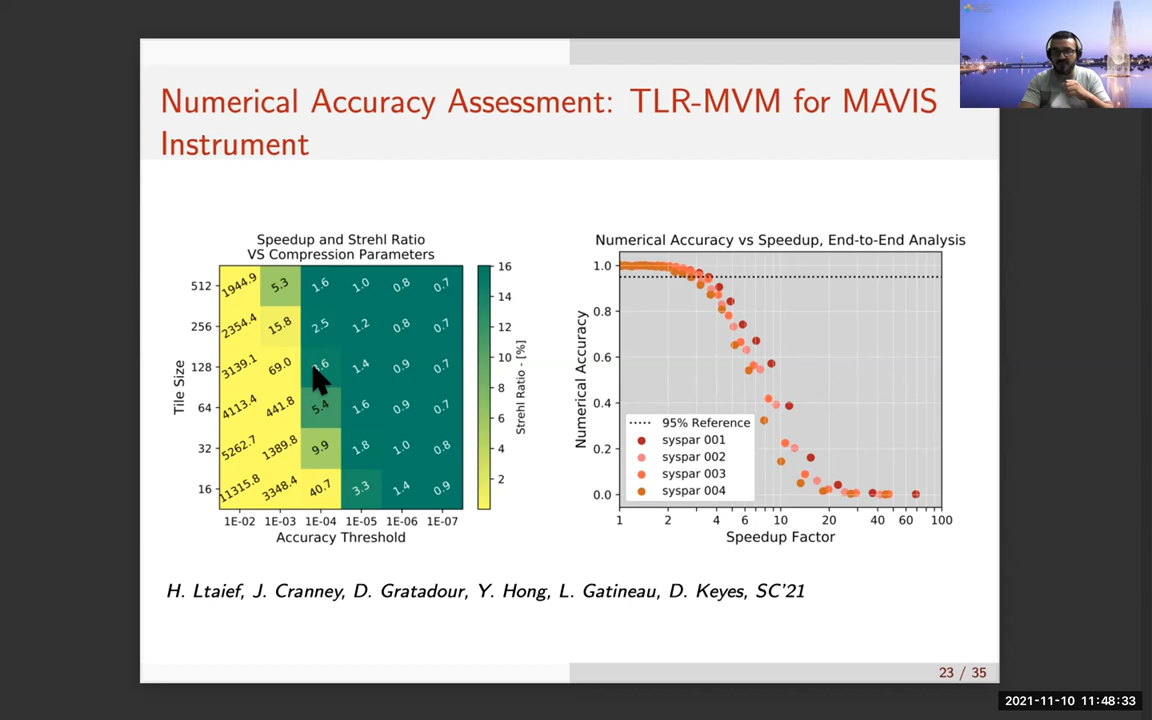 Numerical Accuracy Assessment: TLR-MVM for MAVIS
Instrument
Speedup and Strehl Ratio
VS Compression Parameters
Tile Size
512 1944.9 5.3 1.6 1.0 0.8 0.7
256 2354.4 15.8 2.5 1.2 0.8 0.7
128 3139.1 69.0 1.4 0.9 0.7
64 4113.4 441.8 5.4 1.6 0.9 0.7
32 5262.7 1389.8 9.9 1.8 1.0 0.8
16 11315.8 3348.4 40.7 3.3 1.4 0.9
1E-02 1E-03 1E-04 1E-05 1E-06 1E-07
Accuracy Threshold
16
14
12
10
8
6
4
2
Strehl Ratio - [%]
Numerical Accuracy vs Speedup, End-to-End Analysis
Numerical Accuracy
1.0
0.8
0.6
0.4
0.2
0.0
95% Reference
syspar 001
syspar 002
syspar 003
syspar 004
1 2 4 6 10 20 40 60 100
Speedup Factor
H. Ltaief, J. Cranney, D. Gratadour, Y. Hong, L. Gatineau, D. Keyes, SC'21
23 / 35
2021-11-10 11:48:33